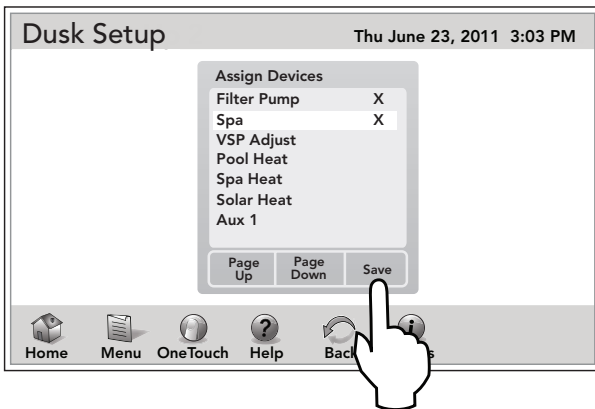 Dusk Setup
Thu June 23, 2011 3:03 PM
Assign Devices
Filter Pump X
Spa X
VSP Adjust
Pool Heat
Spa Heat
Solar Heat
Aux 1
Page Up
Page Down
Save
Home
Menu
OneTouch
?
Help
Back
i